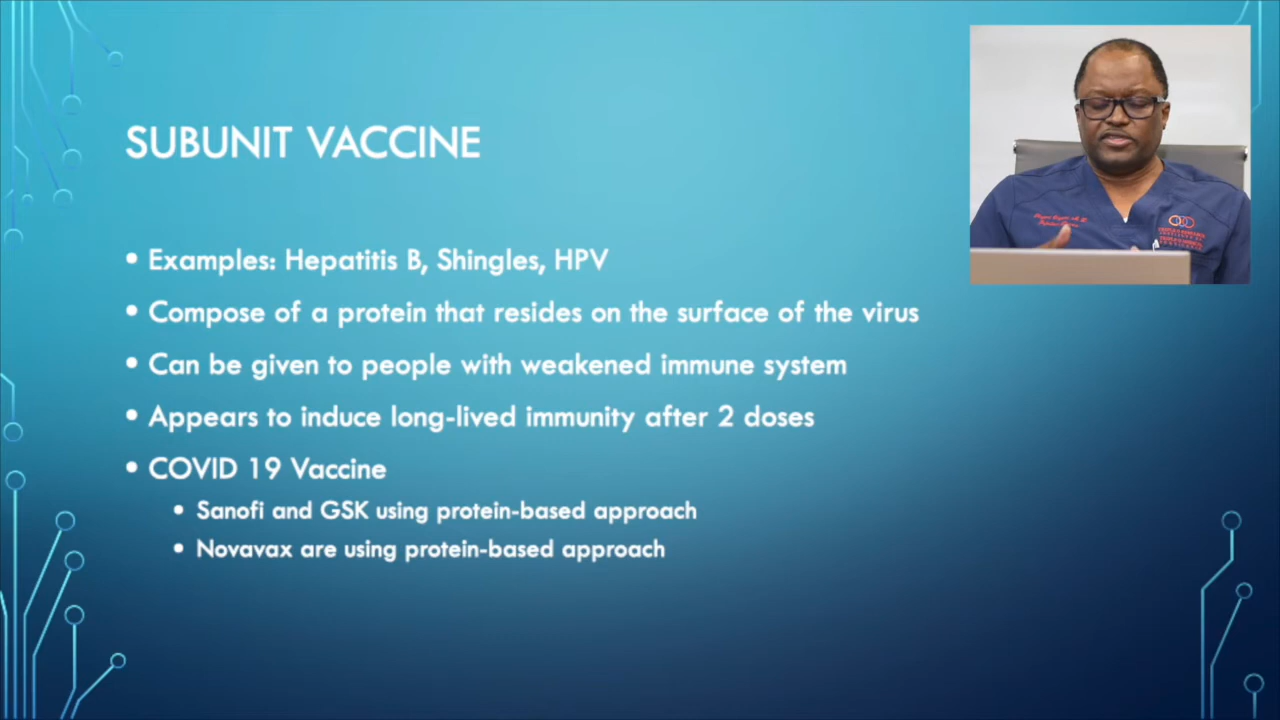 SUBUNIT VACCINE
• Examples: Hepatitis B, Shingles, HPV
• Compose of a protein that resides on the surface of the virus
• Can be given to people with weakened immune system
• Appears to induce long-lived immunity after 2 doses
• COVID 19 Vaccine
• Sanofi and GSK using protein-based approach
• Novavax are using protein-based approach